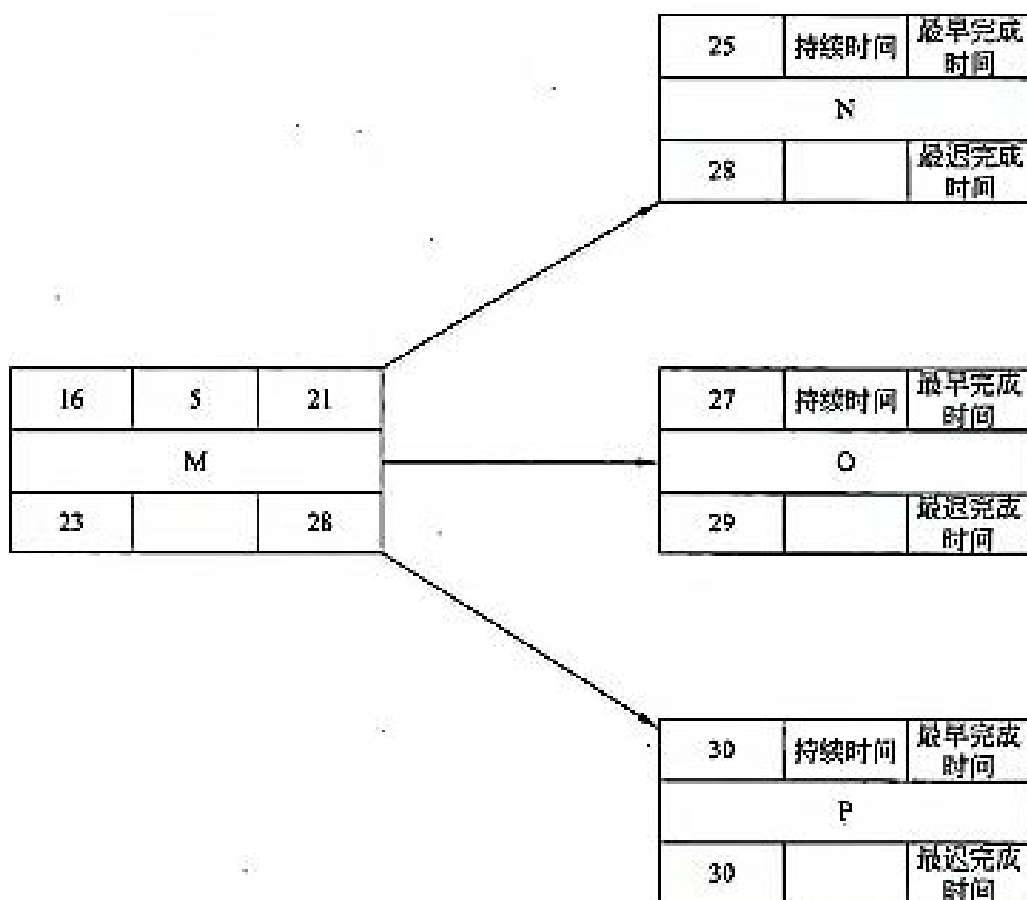 25 持续时间 最早完成
时间
N
28 最迟完成
时间
16 5 21
M
23 28
27 持续时间 最早完成
时间
O
29 最迟完成
时间
30 持续时间 最早完成
时间
P
30 最迟完成
时间